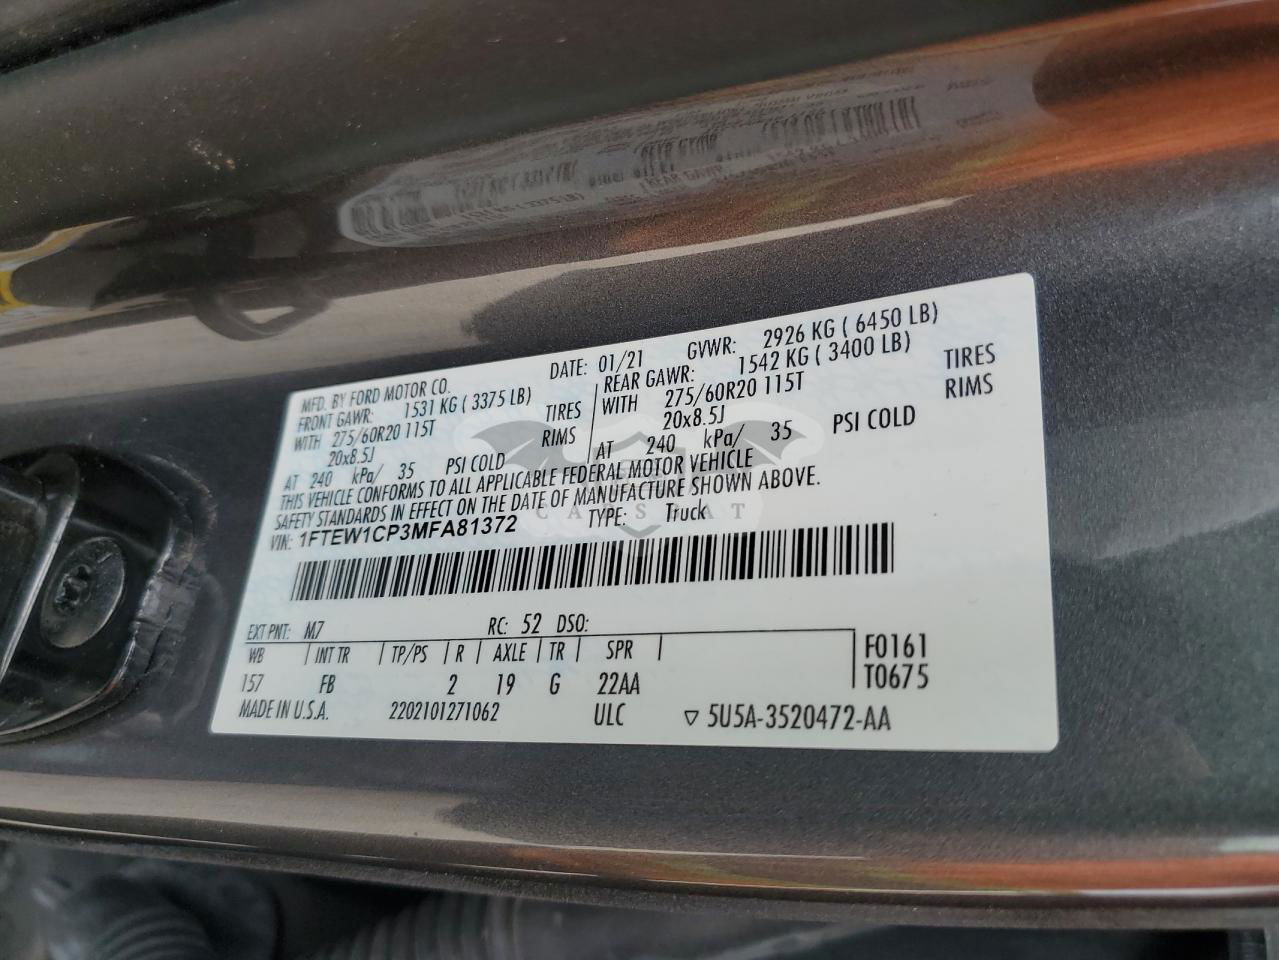 MFD. BY FORD MOTOR CO. DATE: 01/21 GVWR: 2926 KG ( 6450 LB)
FRONT GAWR: 1531 KG ( 3375 LB) REAR GAWR: 1542 KG ( 3400 LB)
WITH 275/60R20 115T TIRES WITH 275/60R20 115T TIRES
20x8.5J RIMS 20x8.5J RIMS
AT 240 kPa/ 35 PSI COLD AT 240 kPa/ 35 PSI COLD
THIS VEHICLE CONFORMS TO ALL APPLICABLE FEDERAL MOTOR VEHICLE
SAFETY STANDARDS IN EFFECT ON THE DATE OF MANUFACTURE SHOWN ABOVE.
VIN: 1FTEW1CP3MFA81372 TYPE: Truck
EXT PNT: M7 RC: 52 DSO:
WB INT TR TP/PS R AXLE TR SPR F0161
157 FB 2 19 G 22AA T0675
MADE IN U.S.A. 2202101271062 ULC ▽ 5U5A-3520472-AA